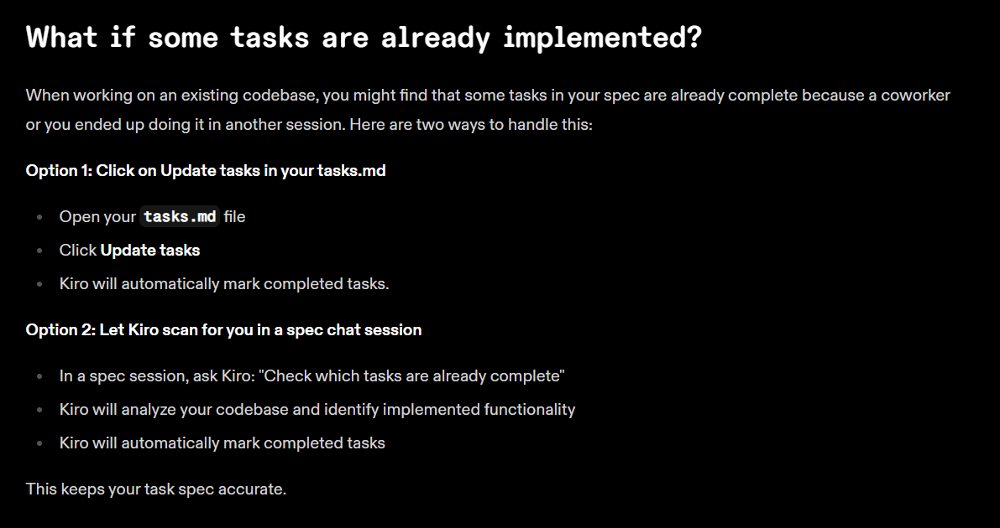 What if some tasks are already implemented?
When working on an existing codebase, you might find that some tasks in your spec are already complete because a coworker
or you ended up doing it in another session. Here are two ways to handle this:
Option 1: Click on Update tasks in your tasks.md
Open your tasks.md file
Click Update tasks
Kiro will automatically mark completed tasks.
Option 2: Let Kiro scan for you in a spec chat session
In a spec session, ask Kiro: "Check which tasks are already complete"
Kiro will analyze your codebase and identify implemented functionality
Kiro will automatically mark completed tasks
This keeps your task spec accurate.